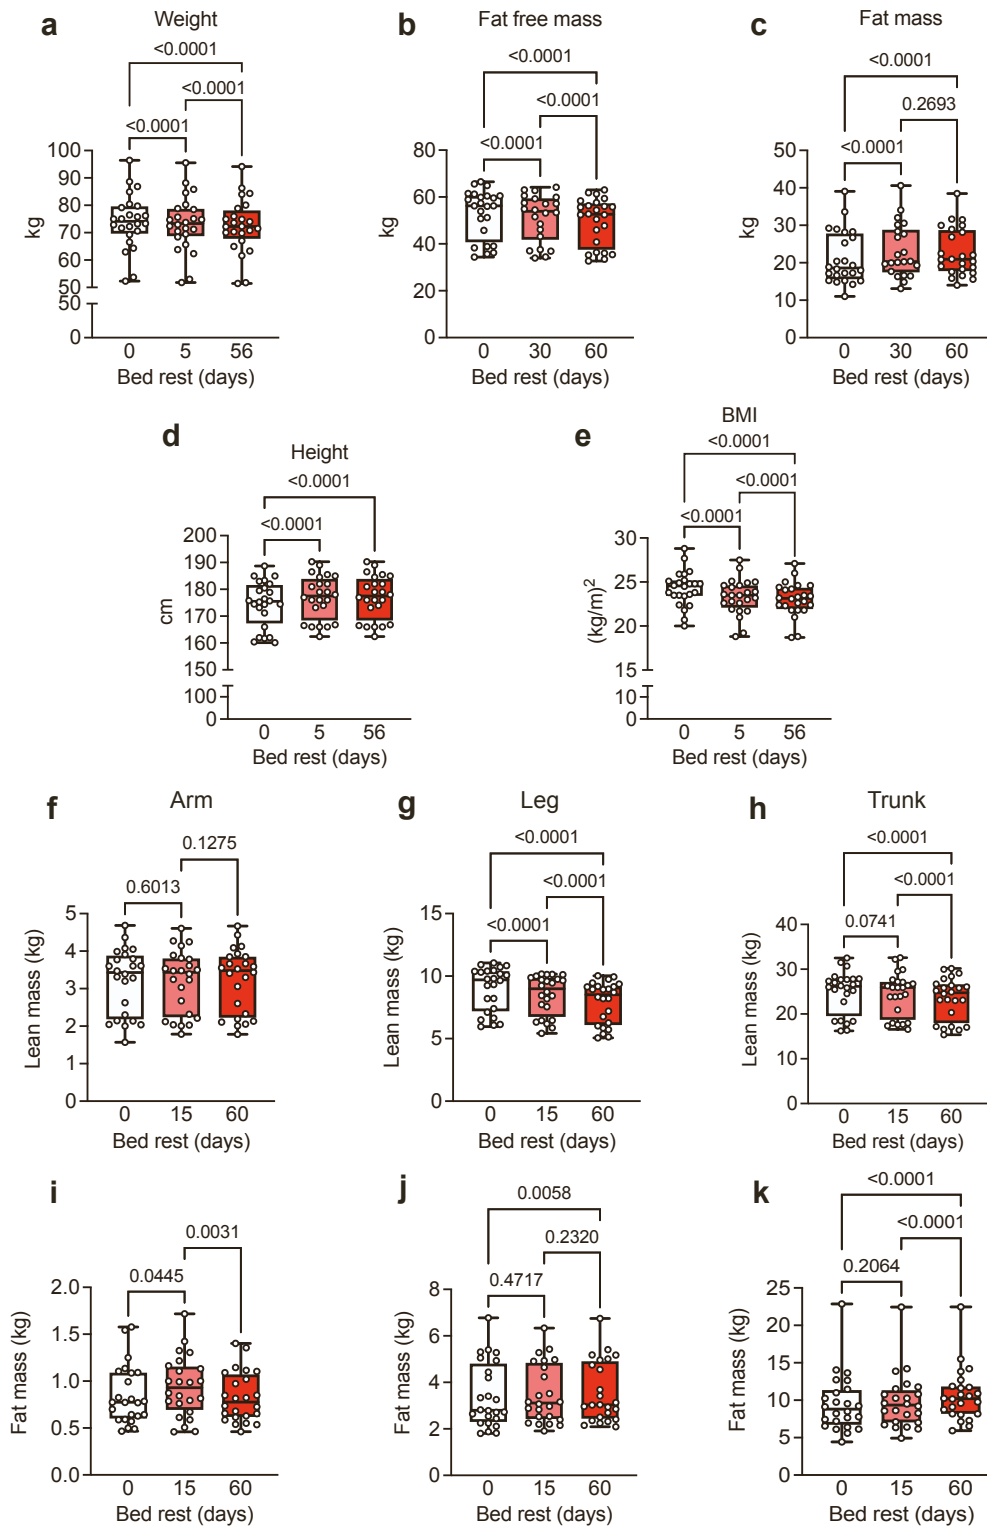 a
Weight
<0.0001
<0.0001
<0.0001
kg
100
90
80
70
60
50
50
0
0 5 56
Bed rest (days)
b
Fat free mass
<0.0001
<0.0001
<0.0001
kg
80
60
40
20
0
0 30 60
Bed rest (days)
c
Fat mass
<0.0001
0.2693
<0.0001
kg
50
40
30
20
10
0
0 30 60
Bed rest (days)
d
Height
<0.0001
<0.0001
cm
200
190
180
170
160
150
100
0
0 5 56
Bed rest (days)
e
BMI
<0.0001
<0.0001
<0.0001
(kg/m)²
30
25
20
15
15
10
0
0 5 56
Bed rest (days)
f
Arm
0.1275
0.6013
Lean mass (kg)
5
4
3
2
1
0
0 15 60
Bed rest (days)
g
Leg
<0.0001
<0.0001
<0.0001
Lean mass (kg)
15
10
5
0
0 15 60
Bed rest (days)
h
Trunk
<0.0001
<0.0001
0.0741
Lean mass (kg)
40
30
20
10
0
0 15 60
Bed rest (days)
i
0.0031
0.0445
Fat mass (kg)
2.0
1.5
1.0
0.5
0.0
0 15 60
Bed rest (days)
j
0.0058
0.2320
0.4717
Fat mass (kg)
8
6
4
2
0
0 15 60
Bed rest (days)
k
<0.0001
<0.0001
0.2064
Fat mass (kg)
25
20
15
10
5
0
0 15 60
Bed rest (days)